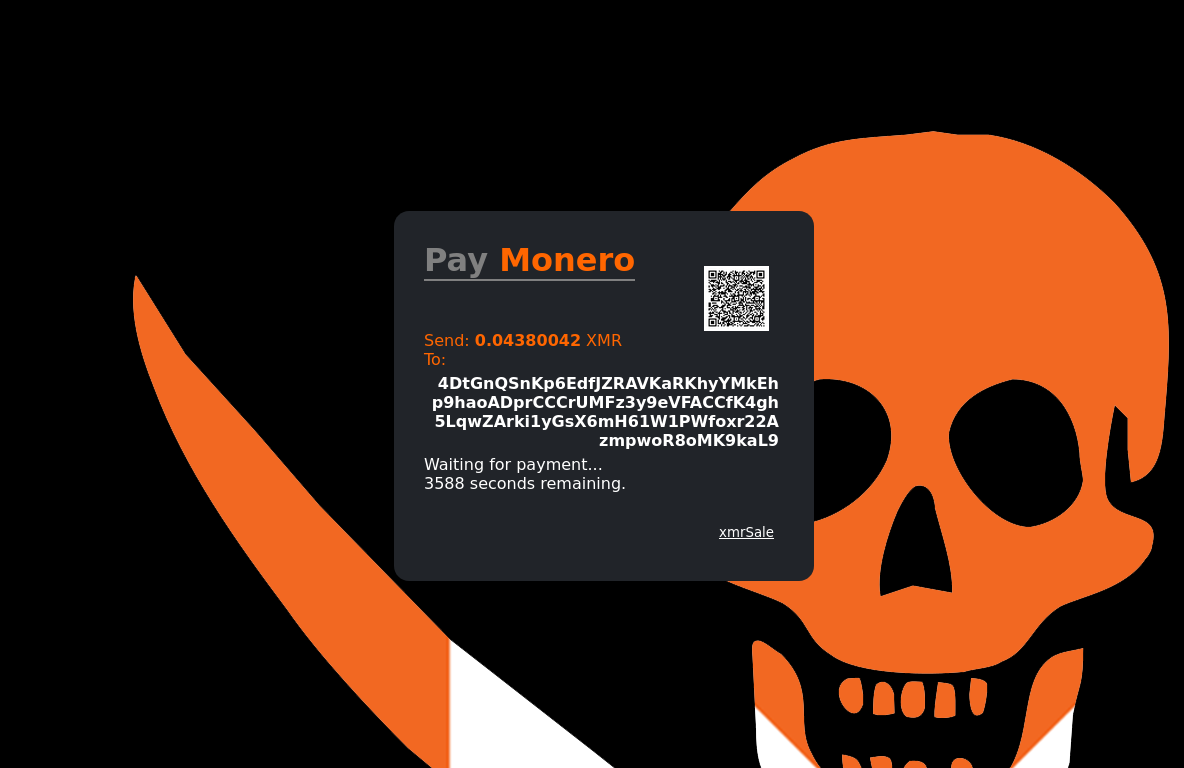 Pay Monero
Send: 0.04380042 XMR
To:
4DtGnQSnKp6EdfJZRAVKaRKhyYMkEh
p9haoADprCCCrUMFz3y9eVFACCfK4gh
5LqwZArki1yGsX6mH61W1PWfoxr22A
zmpwoR8oMK9kaL9
Waiting for payment...
3588 seconds remaining.
xmrSale